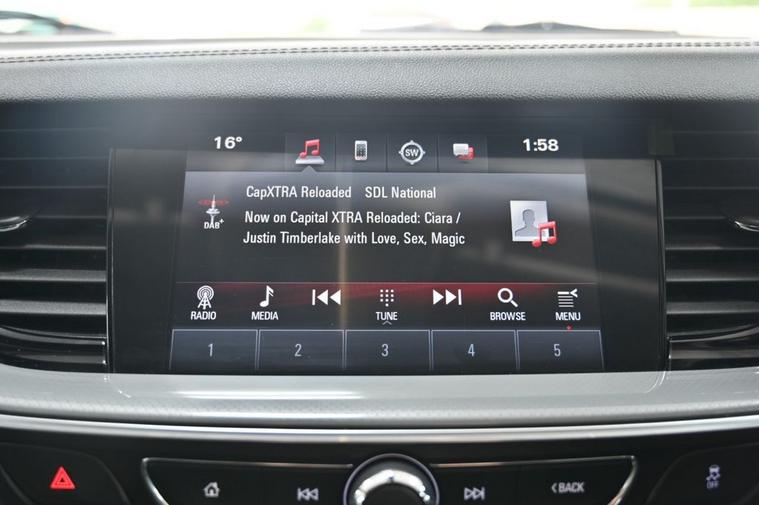 16° 1:58
SW
CapXTRA Reloaded SDL National
DAB+
Now on Capital XTRA Reloaded: Ciara /
Justin Timberlake with Love, Sex, Magic
RADIO MEDIA TUNE BROWSE MENU
1 2 3 4 5
BACK
OFF